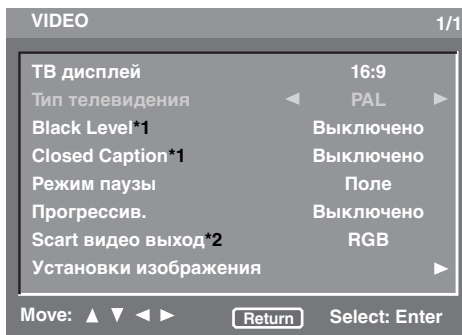 VIDEO 1/1
ТВ дисплей 16:9
Тип телевидения ◄ PAL ►
Black Level*1 Выключено
Closed Caption*1 Выключено
Режим паузы Поле
Прогрессив. Выключено
Scart видео выход*2 RGB
Установки изображения ►
Move: ▲ ▼ ◄ ► Return Select: Enter